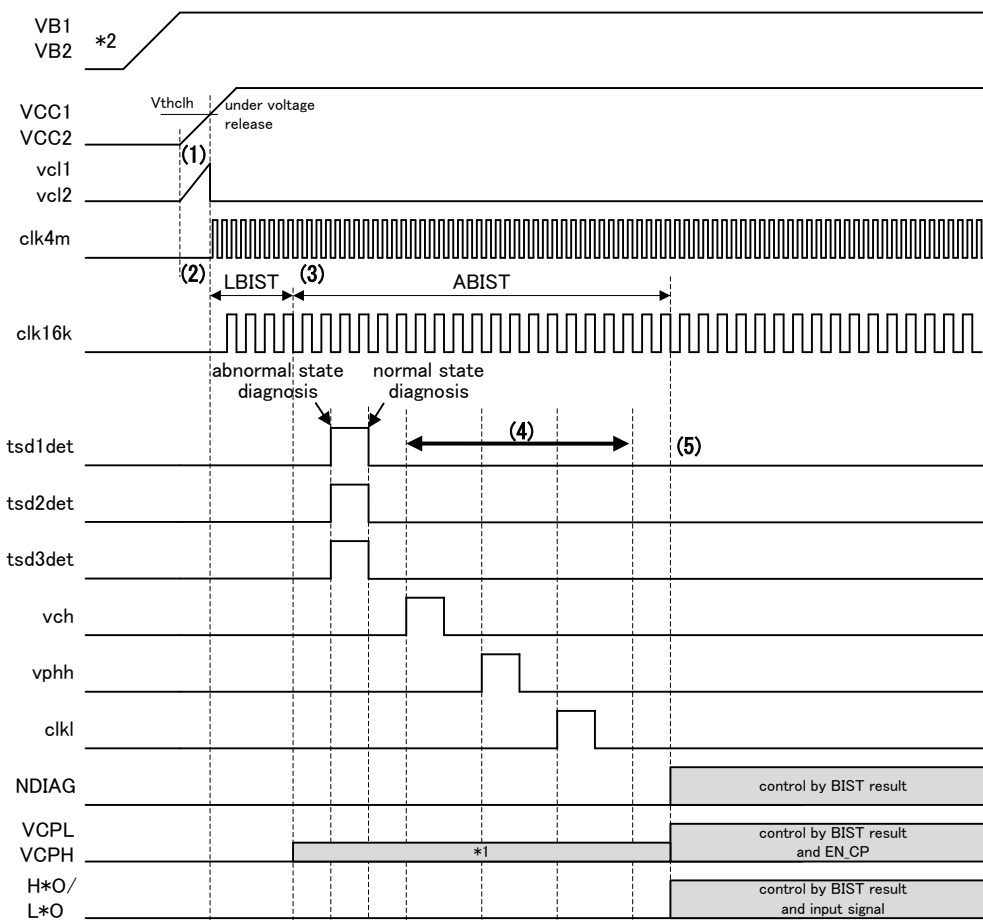 VB1
VB2
*2
VCC1
VCC2
Vthclh
under voltage
release
(1)
vcl1
vcl2
clk4m
(2)
LBIST
(3)
ABIST
clk16k
abnormal state
diagnosis
normal state
diagnosis
tsd1det
(4)
(5)
tsd2det
tsd3det
vch
vphh
clkl
NDIAG
control by BIST result
VCPL
VCPH
*1
control by BIST result
and EN_CP
H*O/
L*O
control by BIST result
and input signal